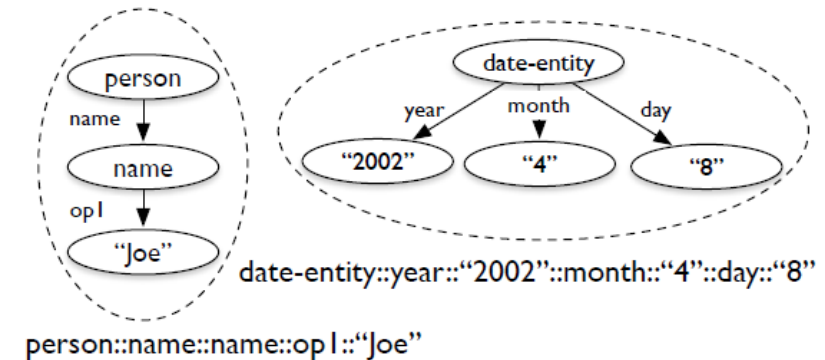 person
name
name
op1
“Joe”
person::name::name::op1::“Joe”
date-entity
year
month
day
“2002”
“4”
“8”
date-entity::year::“2002”::month::“4”::day::“8”